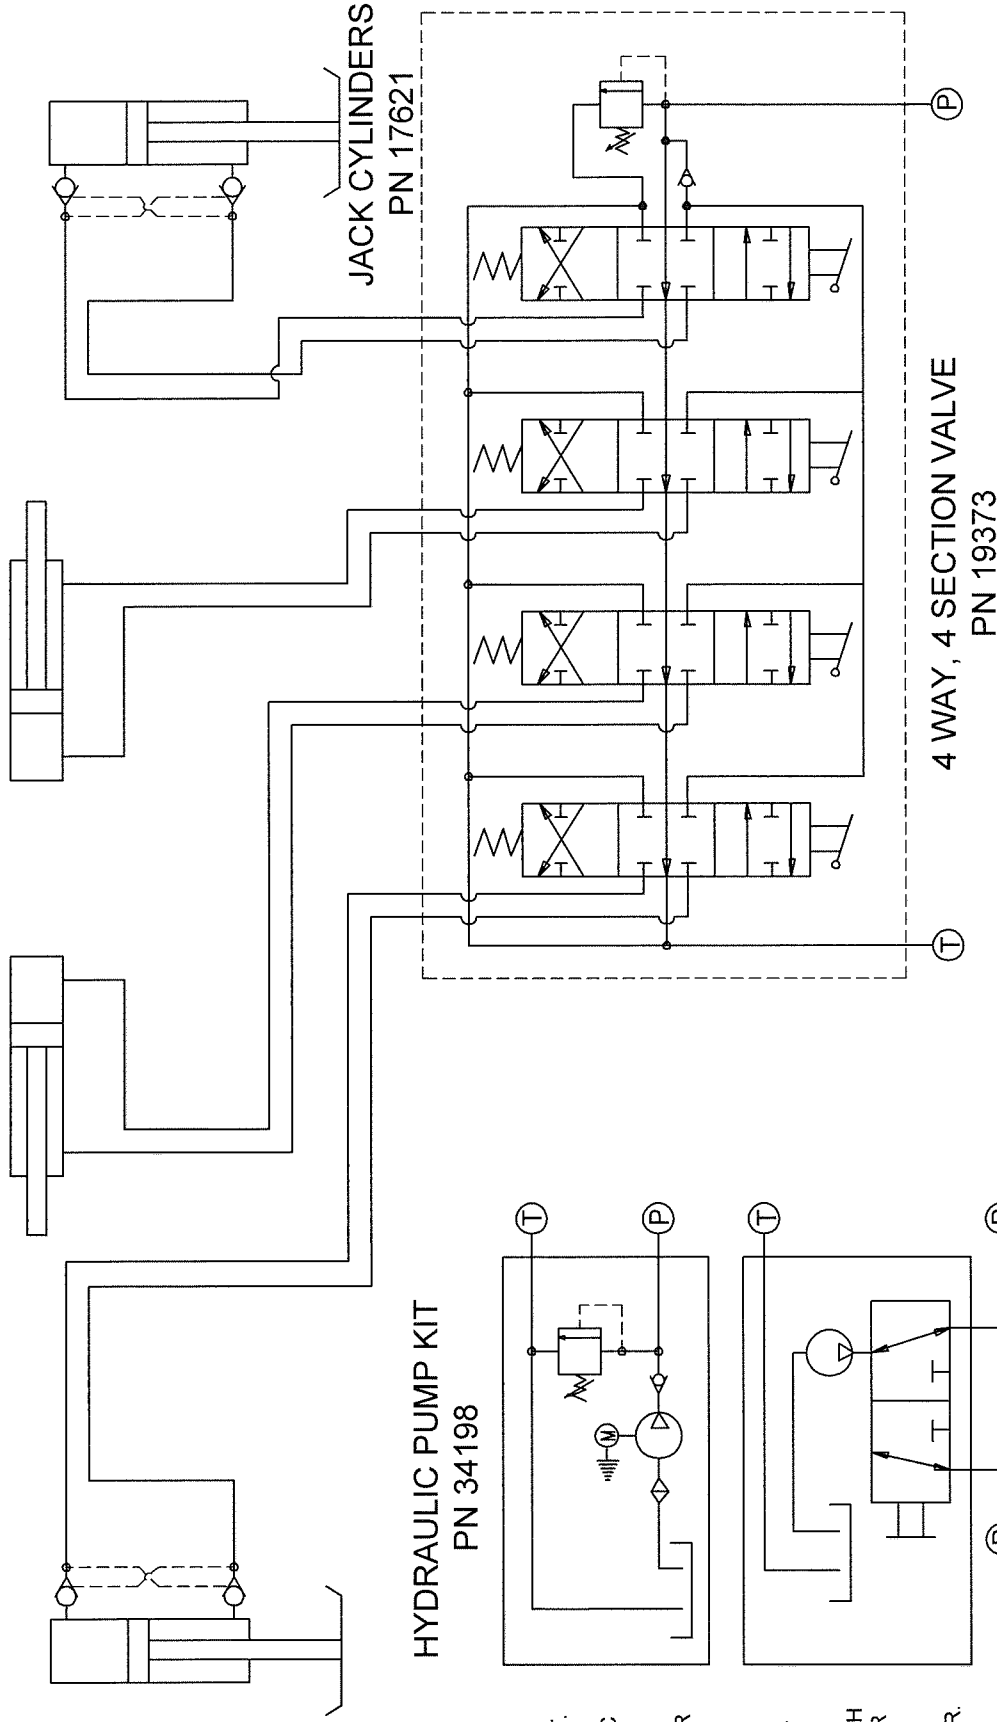 JACK CYLINDERS
PN 17621
P
4 WAY, 4 SECTION VALVE
PN 19373
T
HYDRAULIC PUMP KIT
PN 34198
T
P
M
T
H
R
R
R.